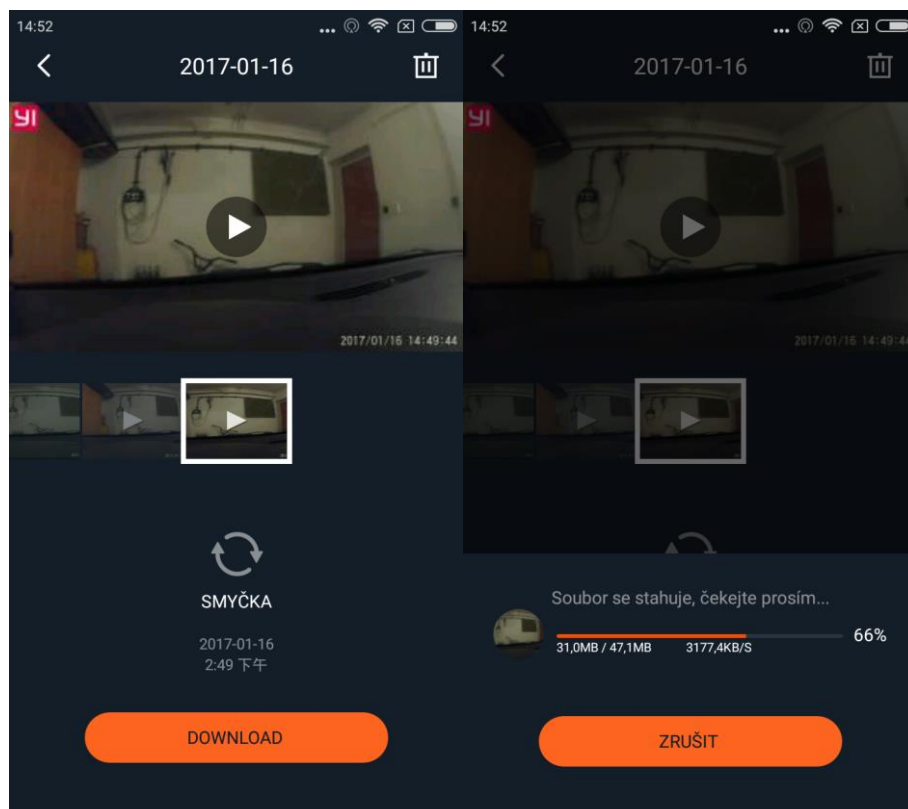 14:52
2017-01-16
YI
2017/01/16 14:49:44
SMYČKA
2017-01-16
2:49 下午
DOWNLOAD
14:52
2017-01-16
YI
2017/01/16 14:49:44
Soubor se stahuje, čekejte prosím...
66%
31,0MB / 47,1MB 3177,4KB/S
ZRUŠIT